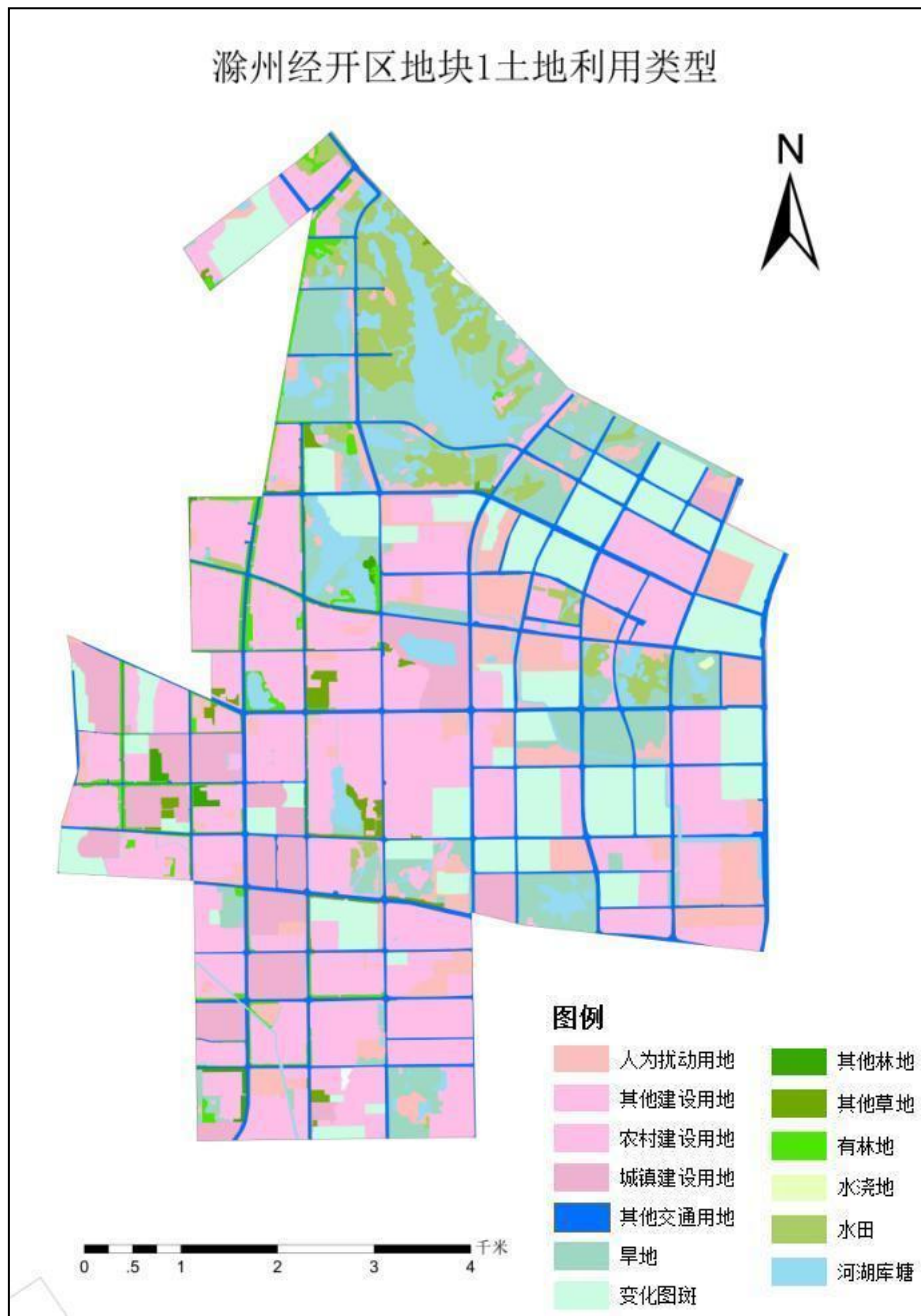 滁州经开区地块1土地利用类型
N
图例
人为扰动用地
其他建设用地
农村建设用地
城镇建设用地
其他交通用地
旱地
变化图斑
其他林地
其他草地
有林地
水浇地
水田
河湖库塘
千米
0 .5 1 2 3 4